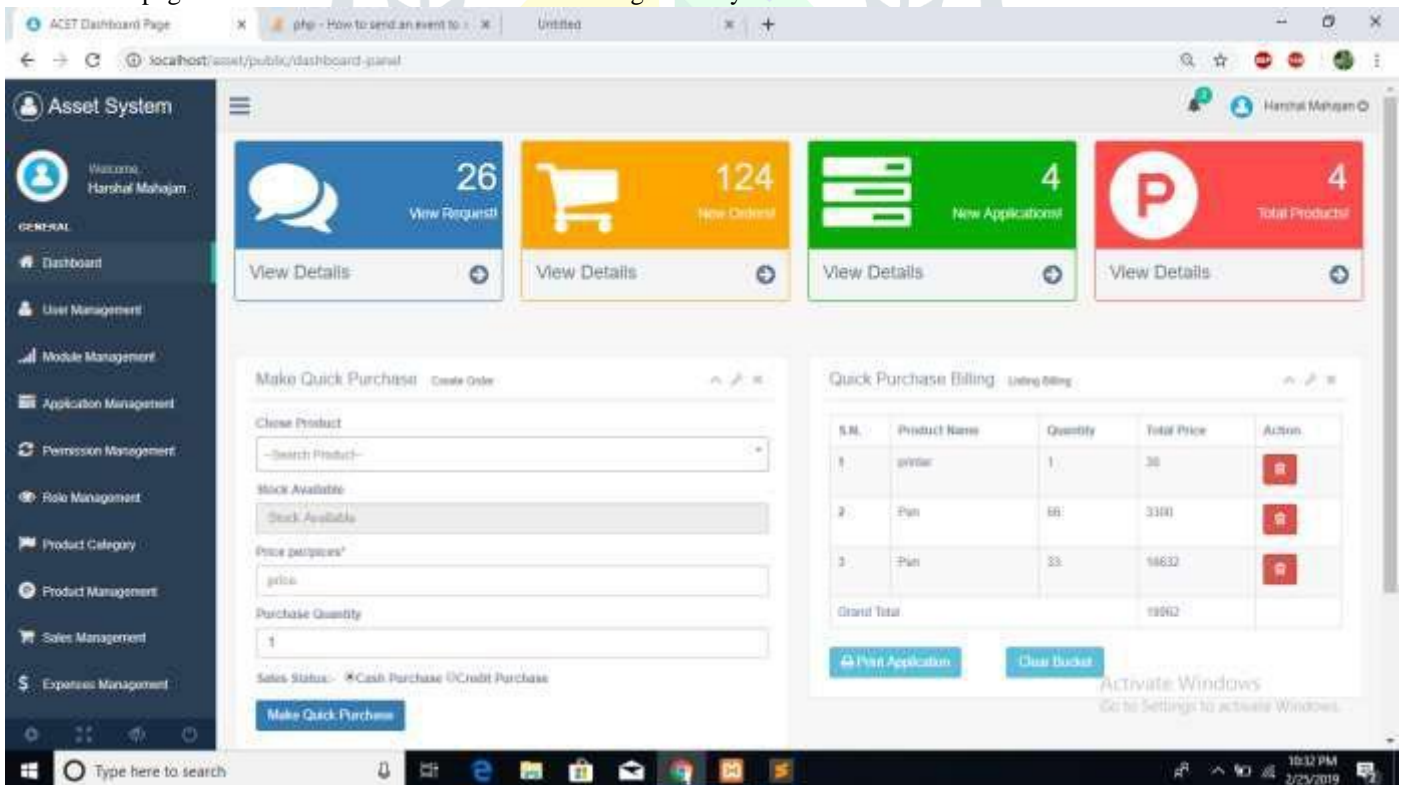 ACET Dashboard Page
php - How to send an event to
Untitled
localhost/asset/public/dashboard-panel
Asset System
Harshal Mahajan
Welcome,
Harshal Mahajan
GENERAL
Dashboard
User Management
Module Management
Application Management
Permission Management
Role Management
Product Category
Product Management
Sales Management
Expenses Management
26
View Request!
View Details
124
New Orders!
View Details
4
New Applications!
View Details
4
Total Products!
View Details
Make Quick Purchase Create Order
Chose Product
--Search Product--
Stock Available
Stock Available
price
Purchase Quantity
1
Sales Status:- Cash Purchase Credit Purchase
Make Quick Purchase
Quick Purchase Billing Listing Billing
S.N. Product Name Quantity Total Price Action
1 printer 1 30
2 Pan 66 3300
3 Pan 33 16632
Grand Total 19962
Print Application
Clear Bucket
Activate Windows
Go to Settings to activate Windows.
Type here to search
10:32 PM
2/25/2019